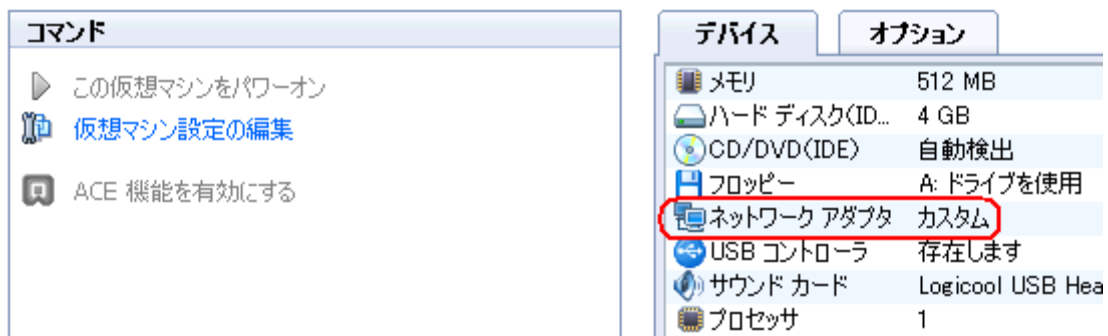 コマンド
この仮想マシンをパワーオン
仮想マシン設定の編集
ACE 機能を有効にする
デバイス オプション
メモリ 512 MB
ハード ディスク(ID... 4 GB
CD/DVD(IDE) 自動検出
フロッピー A: ドライブを使用
ネットワーク アダプタ カスタム
USB コントローラ 存在します
サウンド カード Logicool USB Hea
プロセッサ 1